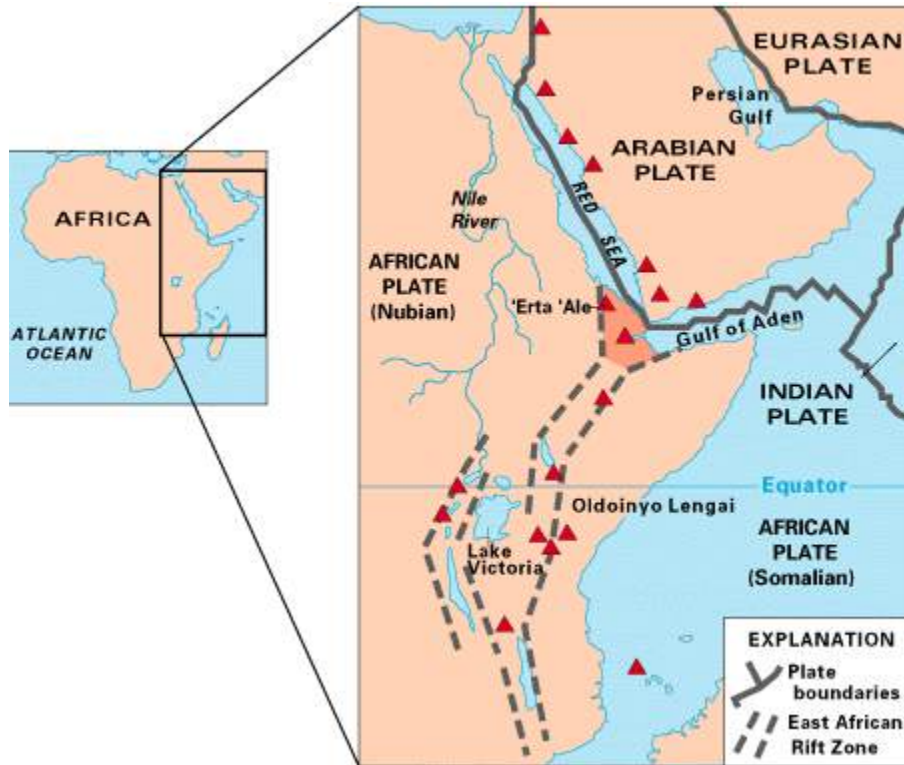 AFRICA
ATLANTIC
OCEAN
EURASIAN
PLATE
Persian
Gulf
ARABIAN
PLATE
RED
SEA
Nile
River
AFRICAN
PLATE
(Nubian)
'Erta 'Ale
Gulf of Aden
INDIAN
PLATE
Equator
Oldoinyo Lengai
Lake
Victoria
AFRICAN
PLATE
(Somalian)
EXPLANATION
Plate
boundaries
East African
Rift Zone